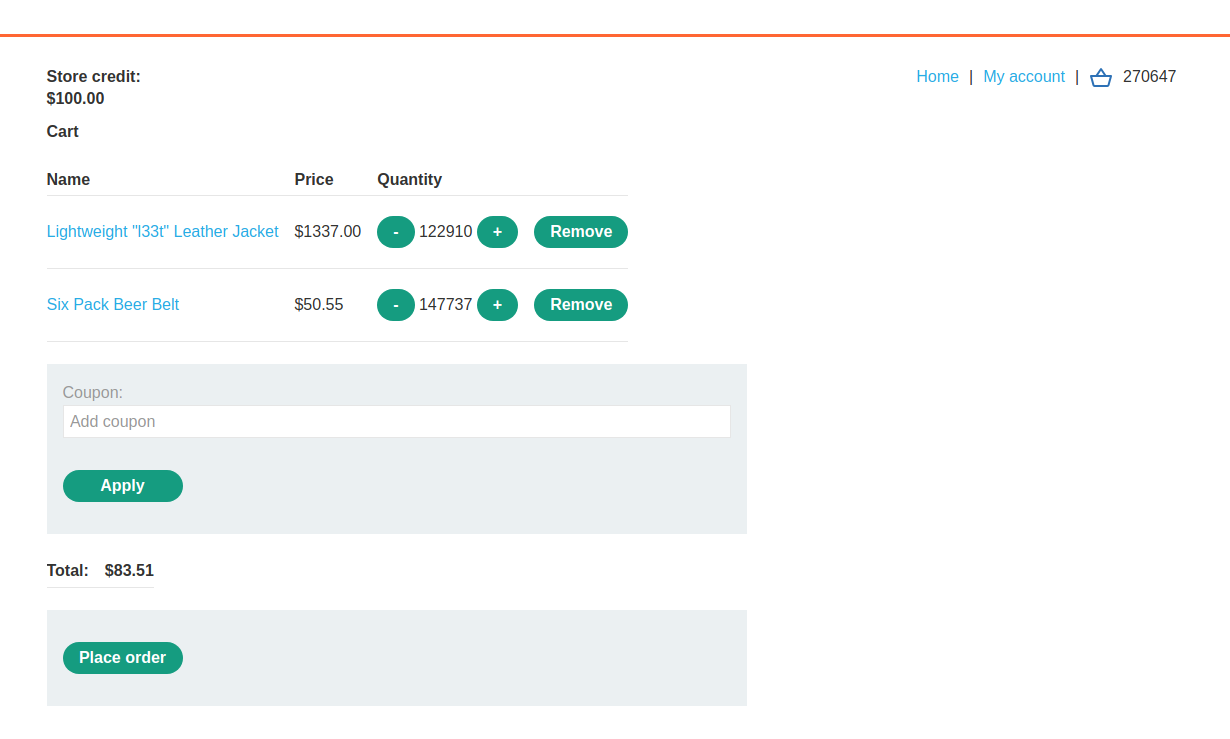 Store credit:
$100.00
Home | My account | 270647
Cart
Name Price Quantity
Lightweight "l33t" Leather Jacket $1337.00 - 122910 + Remove
Six Pack Beer Belt $50.55 - 147737 + Remove
Coupon:
Add coupon
Apply
Total: $83.51
Place order